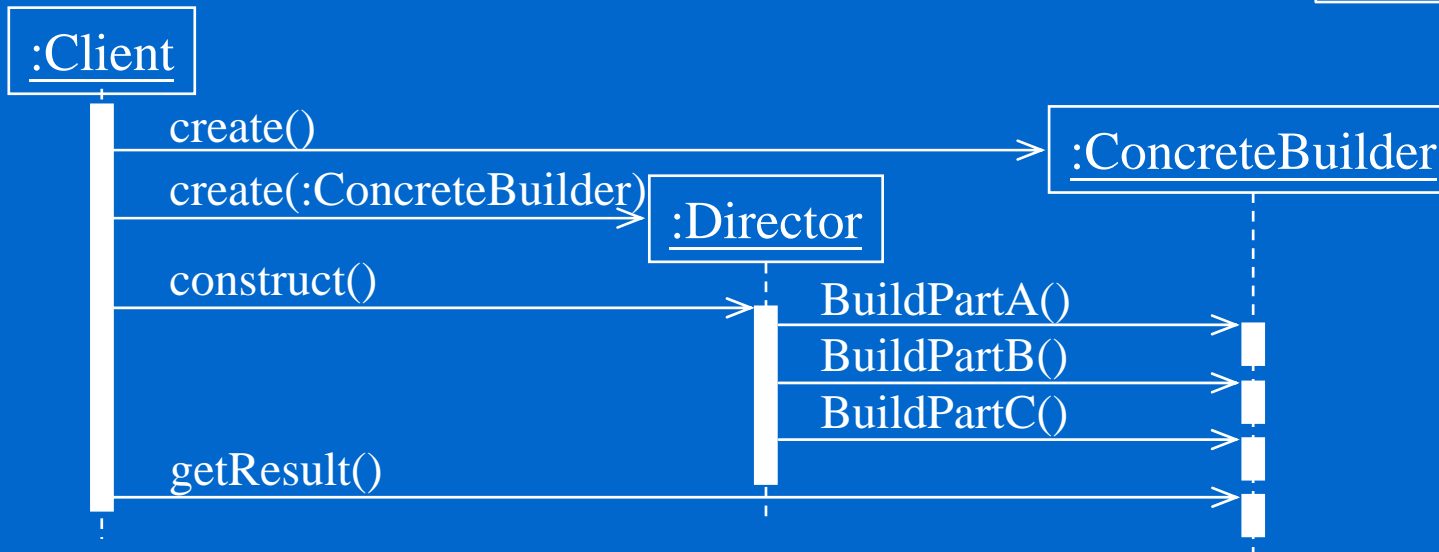 :Client
create()
:ConcreteBuilder
create(:ConcreteBuilder)
:Director
construct()
BuildPartA()
BuildPartB()
BuildPartC()
getResult()